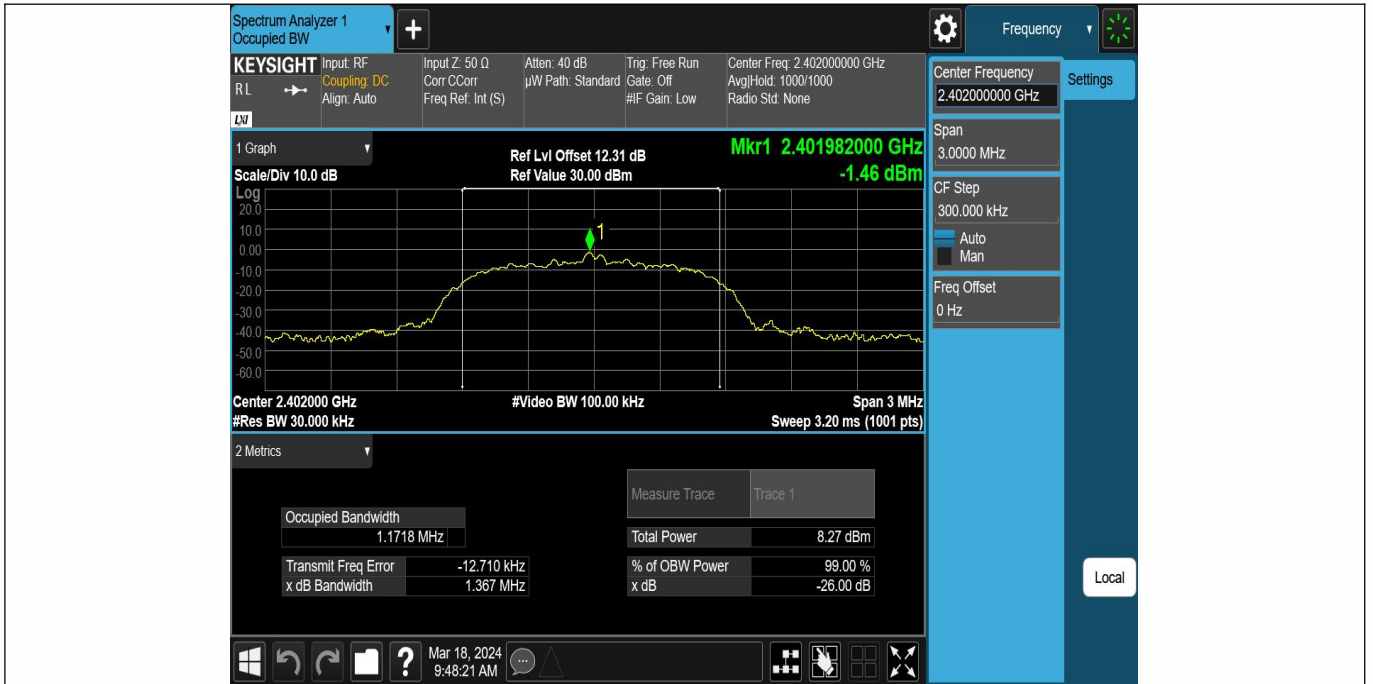 Spectrum Analyzer 1
Occupied BW
+
Frequency
KEYSIGHT
RL
LXI
Input: RF
Coupling: DC
Align: Auto
Input Z: 50 Ω
Corr CCorr
Freq Ref: Int (S)
Atten: 40 dB
µW Path: Standard
Trig: Free Run
Gate: Off
#IF Gain: Low
Center Freq: 2.402000000 GHz
Avg|Hold: 1000/1000
Radio Std: None
Center Frequency
2.402000000 GHz
Settings
Span
3.0000 MHz
CF Step
300.000 kHz
Auto
Man
Freq Offset
0 Hz
Local
1 Graph
Scale/Div 10.0 dB
Ref Lvl Offset 12.31 dB
Ref Value 30.00 dBm
Mkr1 2.401982000 GHz
-1.46 dBm
Log
20.0
10.0
0.00
-10.0
-20.0
-30.0
-40.0
-50.0
-60.0
1
Center 2.402000 GHz
#Video BW 100.00 kHz
Span 3 MHz
#Res BW 30.000 kHz
Sweep 3.20 ms (1001 pts)
2 Metrics
Measure Trace Trace 1
Occupied Bandwidth
1.1718 MHz
Total Power 8.27 dBm
Transmit Freq Error -12.710 kHz
% of OBW Power 99.00 %
x dB Bandwidth 1.367 MHz
x dB -26.00 dB
?
Mar 18, 2024
9:48:21 AM